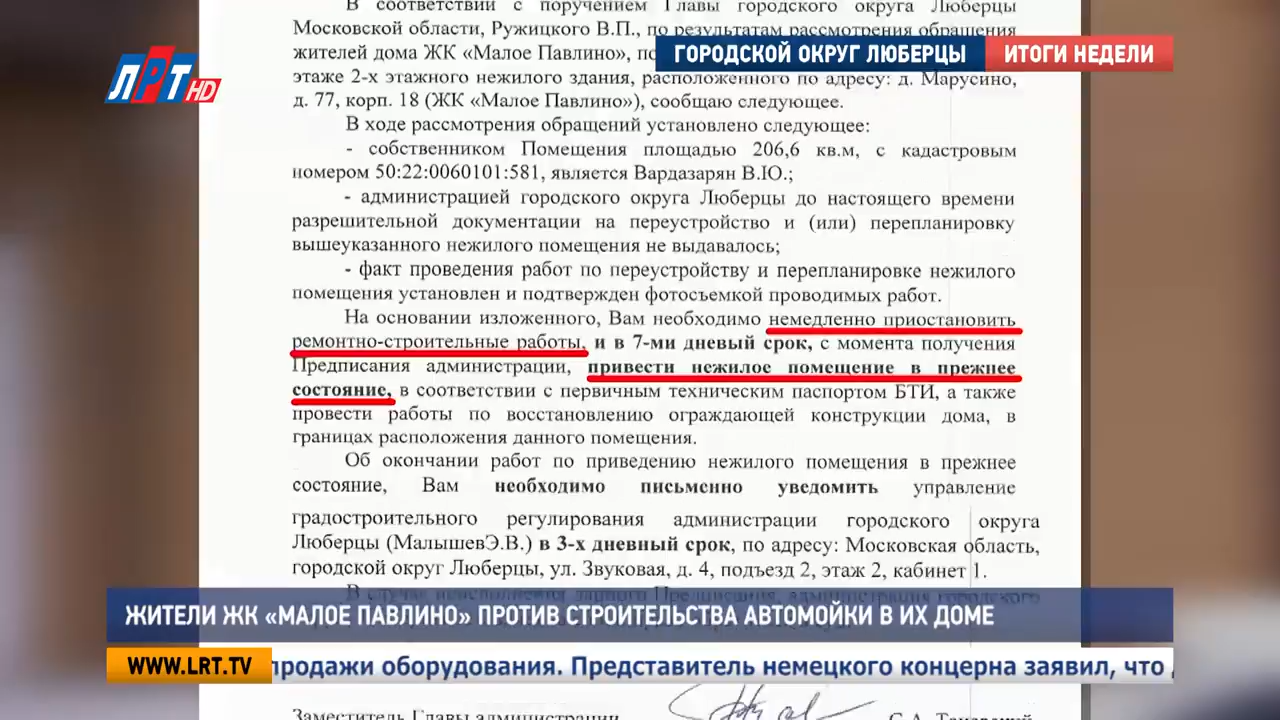 В соответствии с поручением Главы городского округа Люберцы
Московской области, Ружицкого В.П., по результатам рассмотрения обращения
жителей дома ЖК «Малое Павлино», по
ГОРОДСКОЙ ОКРУГ ЛЮБЕРЦЫ
ИТОГИ НЕДЕЛИ
ЛРТ HD
этаже 2-х этажного нежилого здания, расположенного по адресу: д. Марусино,
д. 77, корп. 18 (ЖК «Малое Павлино»), сообщаю следующее.
В ходе рассмотрения обращений установлено следующее:
- собственником Помещения площадью 206,6 кв.м, с кадастровым
номером 50:22:0060101:581, является Вардазарян В.Ю.;
- администрацией городского округа Люберцы до настоящего времени
разрешительной документации на переустройство и (или) перепланировку
вышеуказанного нежилого помещения не выдавалось;
- факт проведения работ по переустройству и перепланировке нежилого
помещения установлен и подтвержден фотосъемкой проводимых работ.
На основании изложенного, Вам необходимо немедленно приостановить
ремонтно-строительные работы, и в 7-ми дневый срок, с момента получения
Предписания администрации, привести нежилое помещение в прежнее
состояние, в соответствии с первичным техническим паспортом БТИ, а также
провести работы по восстановлению ограждающей конструкции дома, в
границах расположения данного помещения.
Об окончании работ по приведению нежилого помещения в прежнее
состояние, Вам необходимо письменно уведомить управление
градостроительного регулирования администрации городского округа
Люберцы (МалышевЭ.В.) в 3-х дневный срок, по адресу: Московская область,
городской округ Люберцы, ул. Звуковая, д. 4, подъезд 2, этаж 2, кабинет 1.
ЖИТЕЛИ ЖК «МАЛОЕ ПАВЛИНО» ПРОТИВ СТРОИТЕЛЬСТВА АВТОМОЙКИ В ИХ ДОМЕ
WWW.LRT.TV
продажи оборудования. Представитель немецкого концерна заявил, что
Заместитель Главы администрации